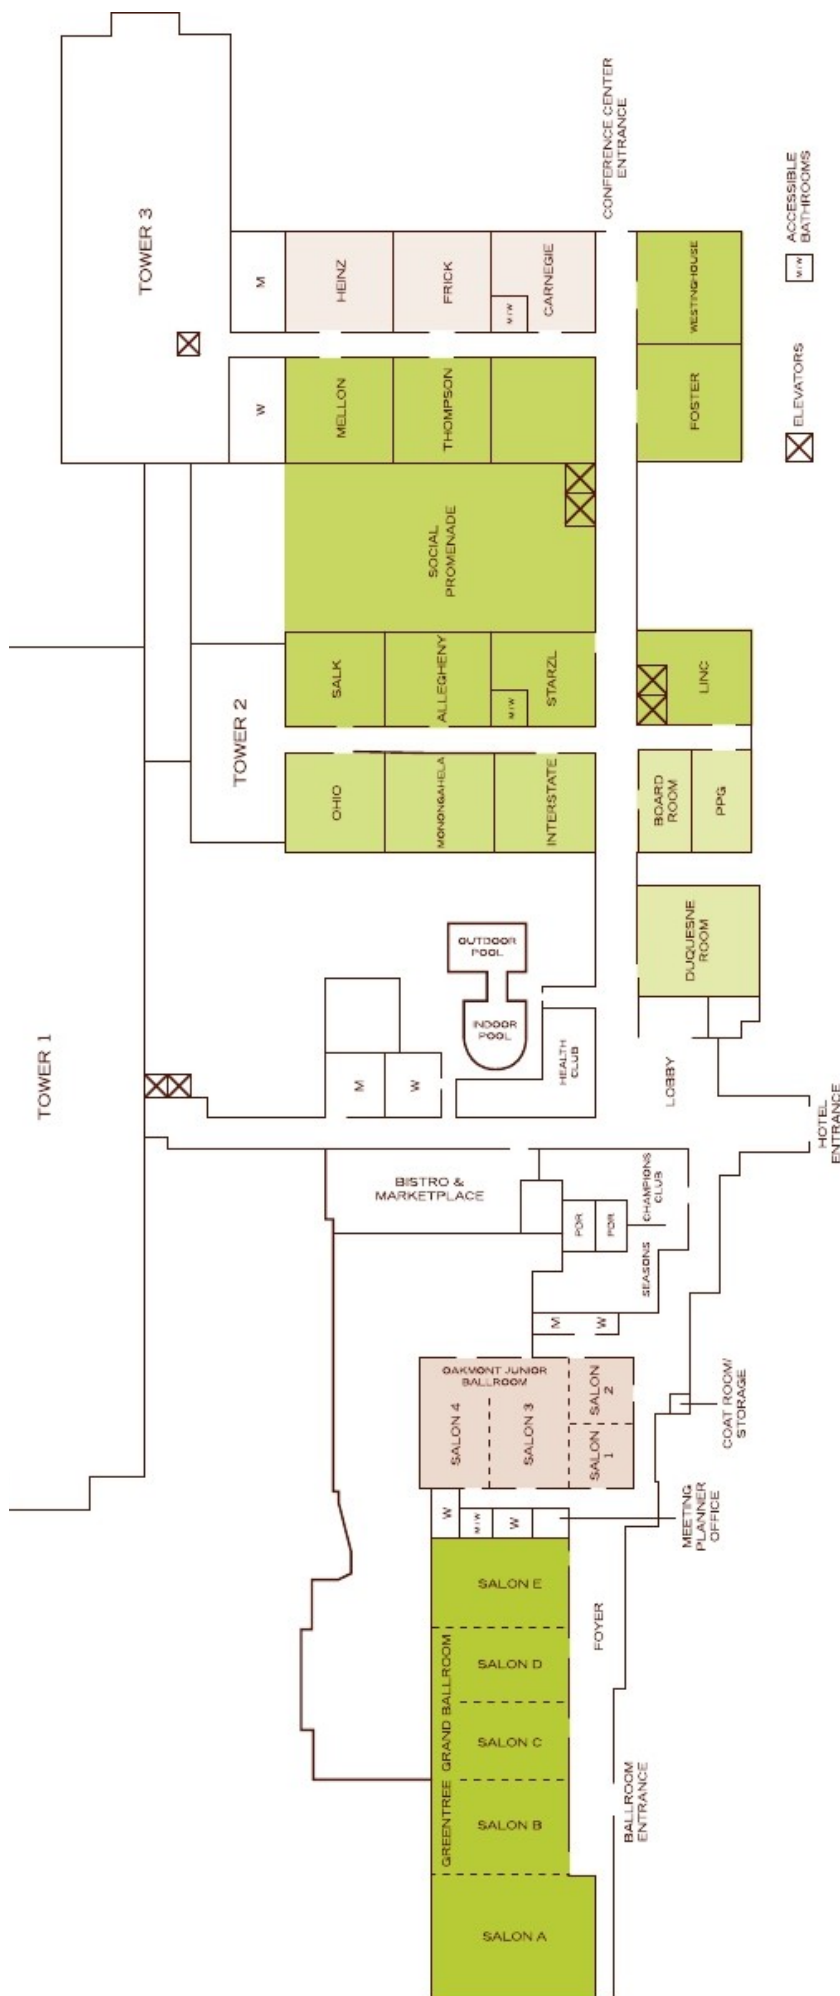 TOWER 3
CONFERENCE CENTER
ENTRANCE
ACCESSIBLE
BATHROOMS
M/W
ELEVATORS
M
HEINZ
FRICK
CARNEGIE
M/W
WESTINGHOUSE
W
MELLON
THOMPSON
FOSTER
SOCIAL
PROMENADE
TOWER 2
SALK
ALLEGHENY
STARZL
M/W
LINC
OHIO
MONONGAHELA
INTERSTATE
BOARD
ROOM
PPG
DUQUESNE
ROOM
OUTDOOR
POOL
INDOOR
POOL
TOWER 1
M
W
HEALTH
CLUB
LOBBY
HOTEL
ENTRANCE
BISTRO &
MARKETPLACE
PDR
PDR
CHAMPIONS
CLUB
SEASONS
M
W
OAKMONT JUNIOR
BALLROOM
SALON 4
SALON 3
SALON
2
SALON
1
COAT ROOM/
STORAGE
W
M/W
W
MEETING
PLANNER
OFFICE
GREENTREE GRAND BALLROOM
SALON E
SALON D
SALON C
SALON B
SALON A
FOYER
BALLROOM
ENTRANCE